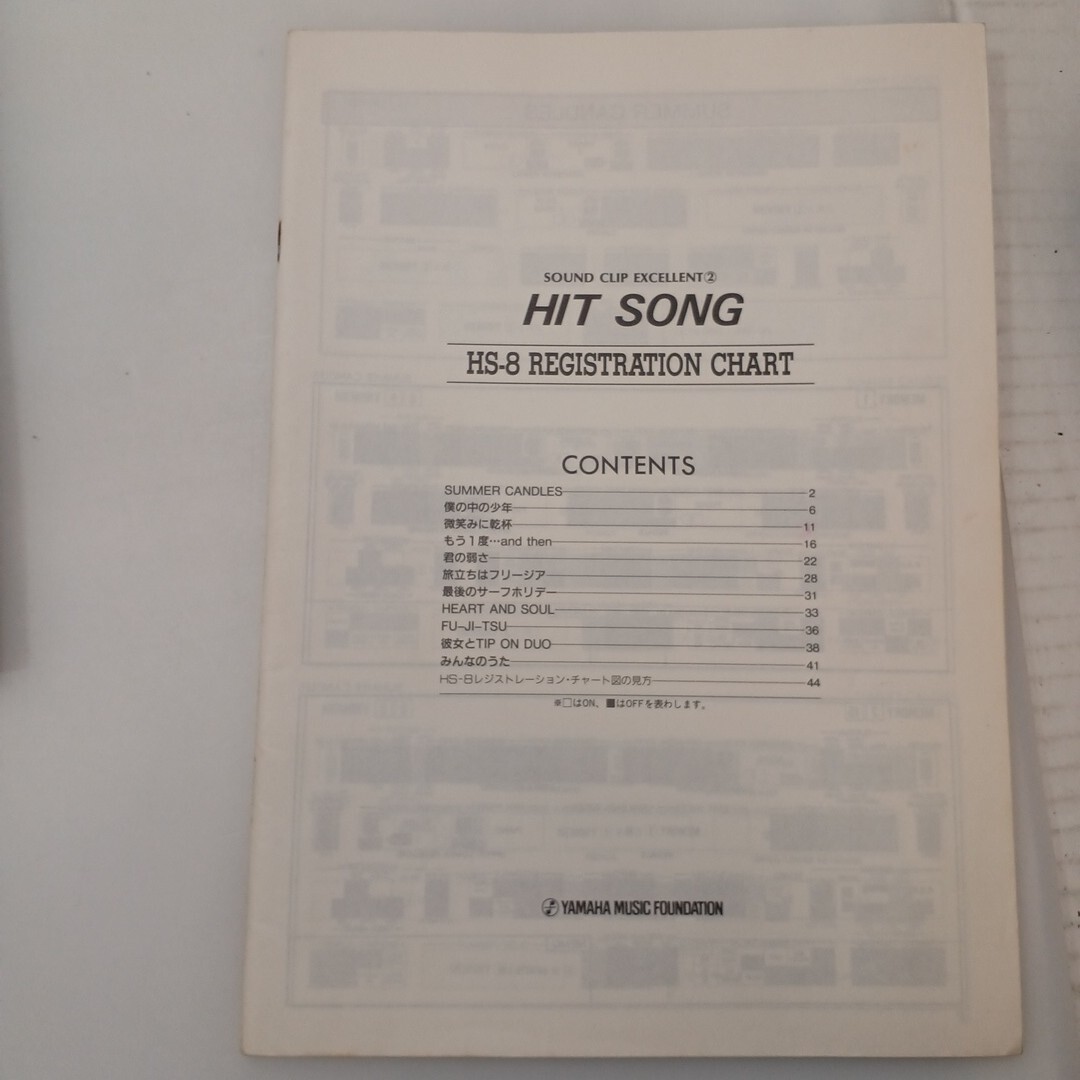 SOUND CLIP EXCELLENT②
HIT SONG
HS-8 REGISTRATION CHART
CONTENTS
SUMMER CANDLES 2
僕の中の少年 6
微笑みに乾杯 11
もう1度…and then 16
君の弱さ 22
旅立ちはフリージア 28
最後のサーフホリデー 31
HEART AND SOUL 33
FU-JI-TSU 36
彼女とTIP ON DUO 38
みんなのうた 41
HS-8レジストレーション・チャート図の見方 44
※□はON、■はOFFを表わします。
YAMAHA MUSIC FOUNDATION